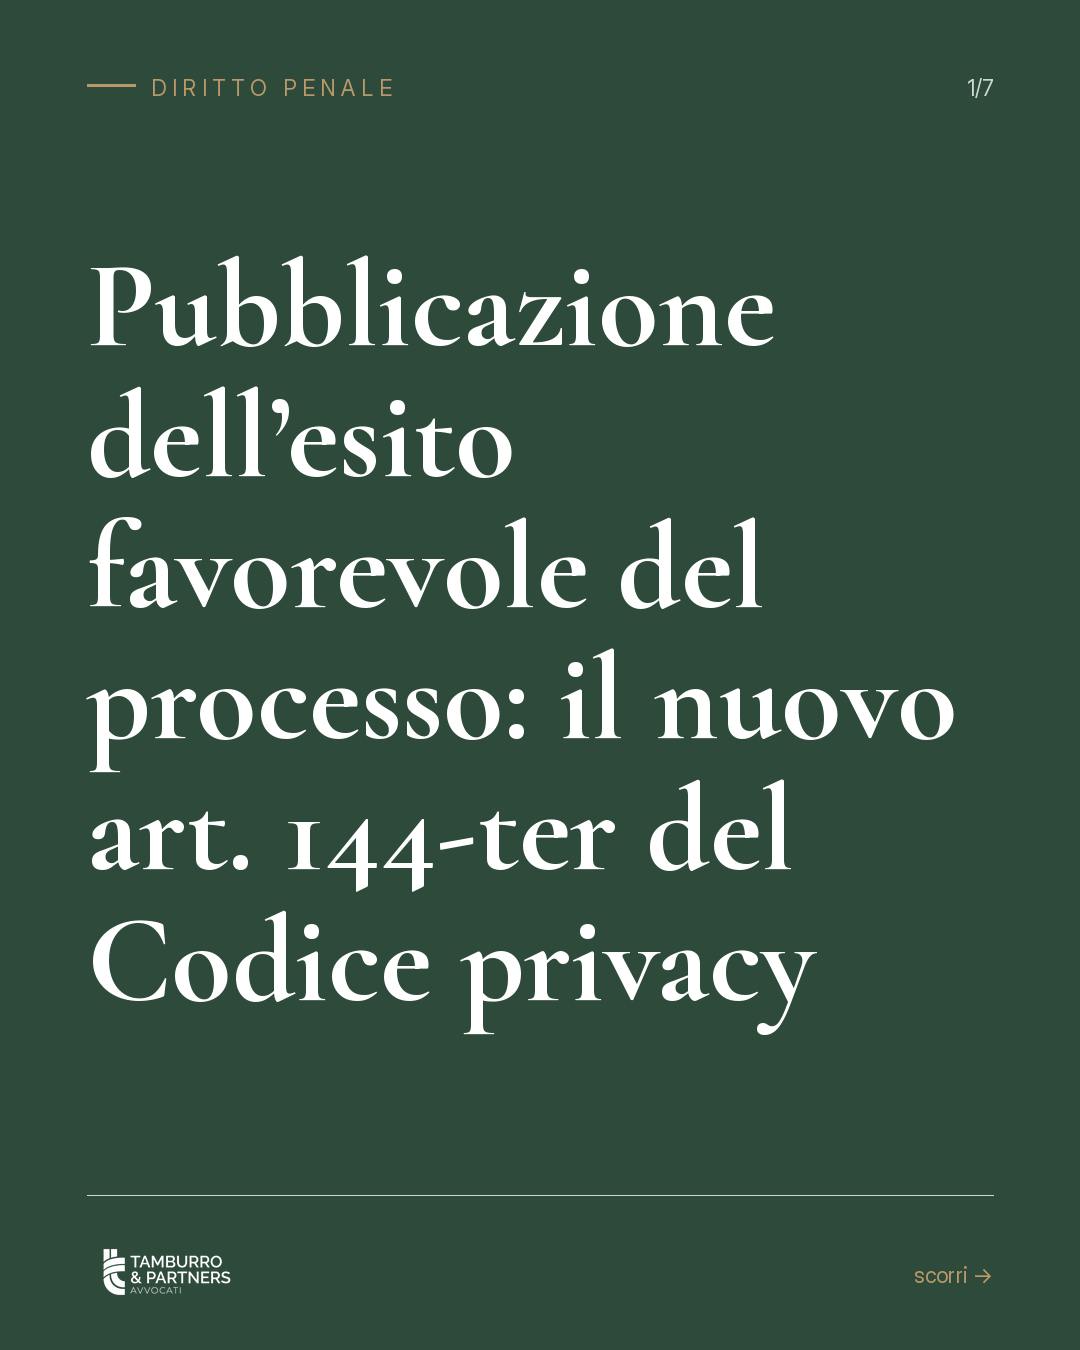 DIRITTO PENALE
1/7
Pubblicazione
dell’esito
favorevole del
processo: il nuovo
art. 144-ter del
Codice privacy
TAMBURRO
& PARTNERS
AVVOCATI
scorri →